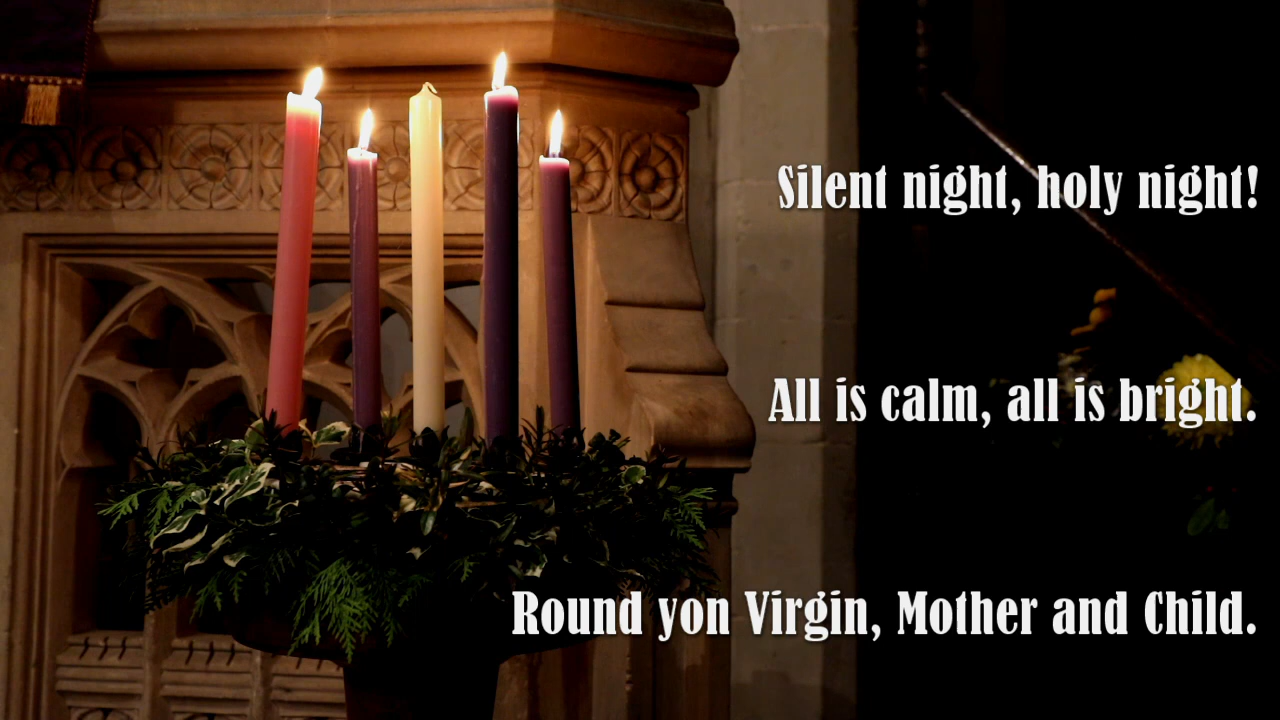 Silent night, holy night!
All is calm, all is bright.
Round yon Virgin, Mother and Child.